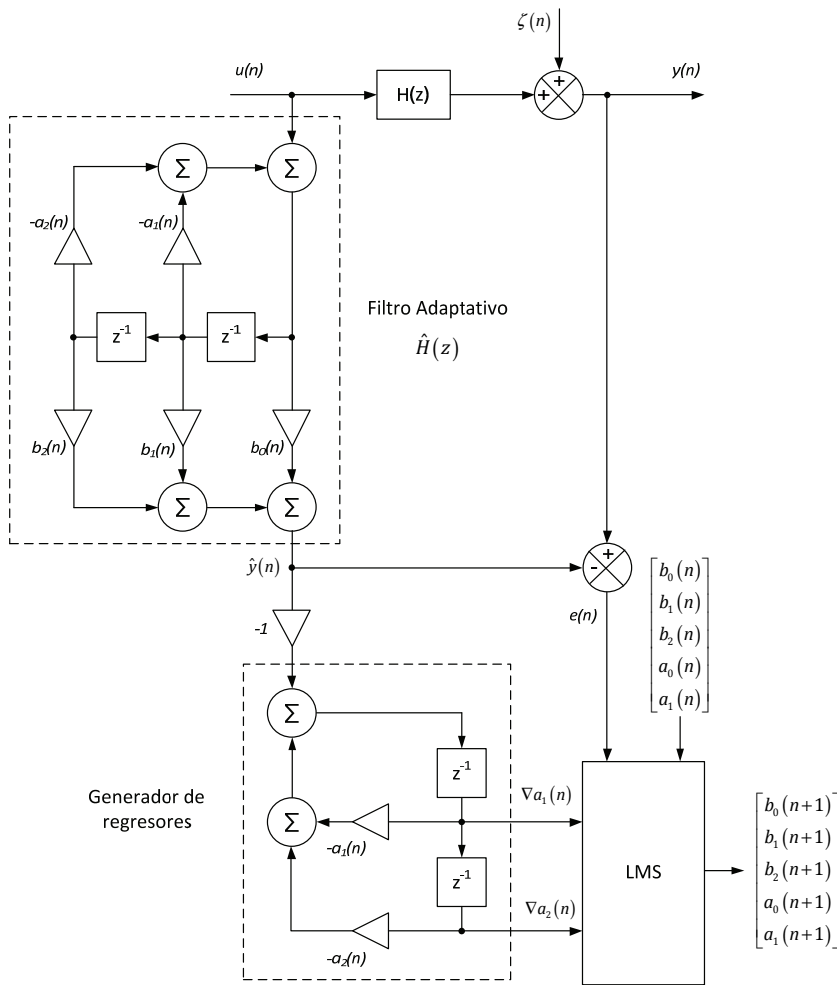 ζ(n)
u(n)
H(z)
+
+
y(n)
Σ
Σ
-a₂(n)
-a₁(n)
z⁻¹
z⁻¹
Filtro Adaptativo
Ĥ(z)
b₂(n)
b₁(n)
b₀(n)
Σ
Σ
ŷ(n)
+
-
e(n)
b₀(n)
b₁(n)
b₂(n)
a₀(n)
a₁(n)
-1
Σ
z⁻¹
Generador de
regresores
Σ
-a₁(n)
∇a₁(n)
z⁻¹
-a₂(n)
∇a₂(n)
LMS
b₀(n+1)
b₁(n+1)
b₂(n+1)
a₀(n+1)
a₁(n+1)